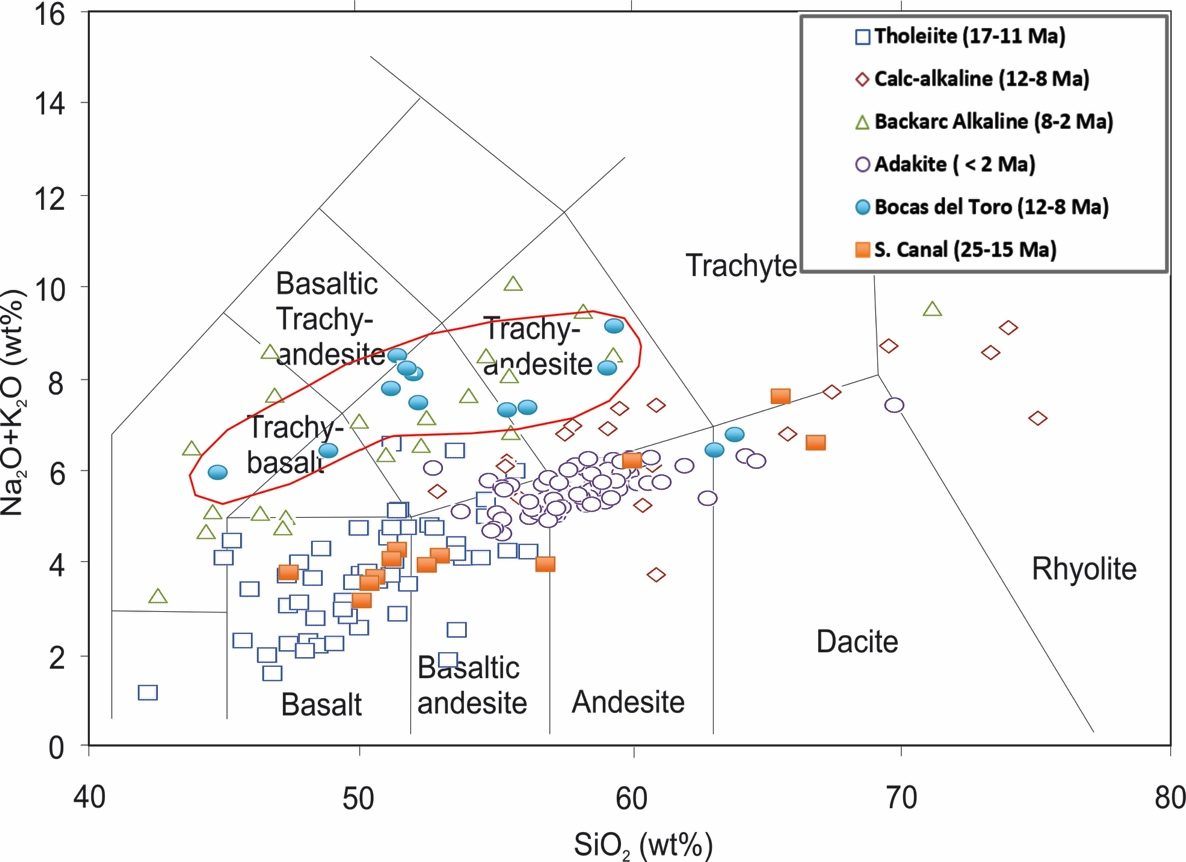 16
14
12
10
8
6
4
2
0
Na₂O+K₂O (wt%)
40
50
60
70
80
SiO₂ (wt%)
Tholeiite (17-11 Ma)
Calc-alkaline (12-8 Ma)
Backarc Alkaline (8-2 Ma)
Adakite ( < 2 Ma)
Bocas del Toro (12-8 Ma)
S. Canal (25-15 Ma)
Trachyte
Basaltic
Trachy-
andesite
Trachy-
andesite
Trachy-
basalt
Rhyolite
Dacite
Basaltic
andesite
Basalt
Andesite